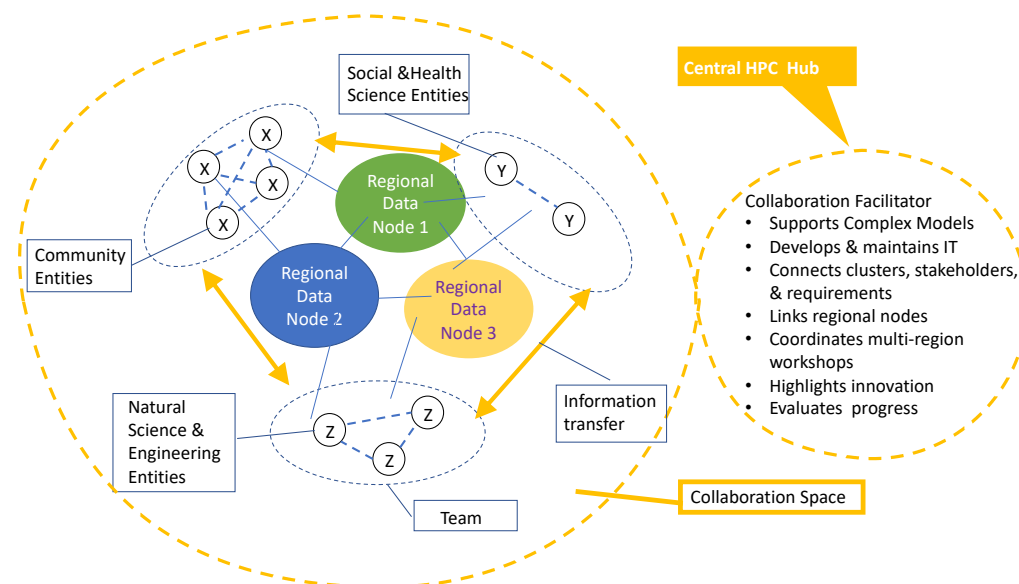 Social &Health
Science Entities
Central HPC Hub
X
X
X
X
Y
Y
Regional
Data
Node 1
Community
Entities
Regional
Data
Node 2
Regional
Data
Node 3
Collaboration Facilitator
• Supports Complex Models
• Develops & maintains IT
• Connects clusters, stakeholders,
& requirements
• Links regional nodes
• Coordinates multi-region
workshops
• Highlights innovation
• Evaluates progress
Natural
Science &
Engineering
Entities
Z
Z
Z
Information
transfer
Team
Collaboration Space